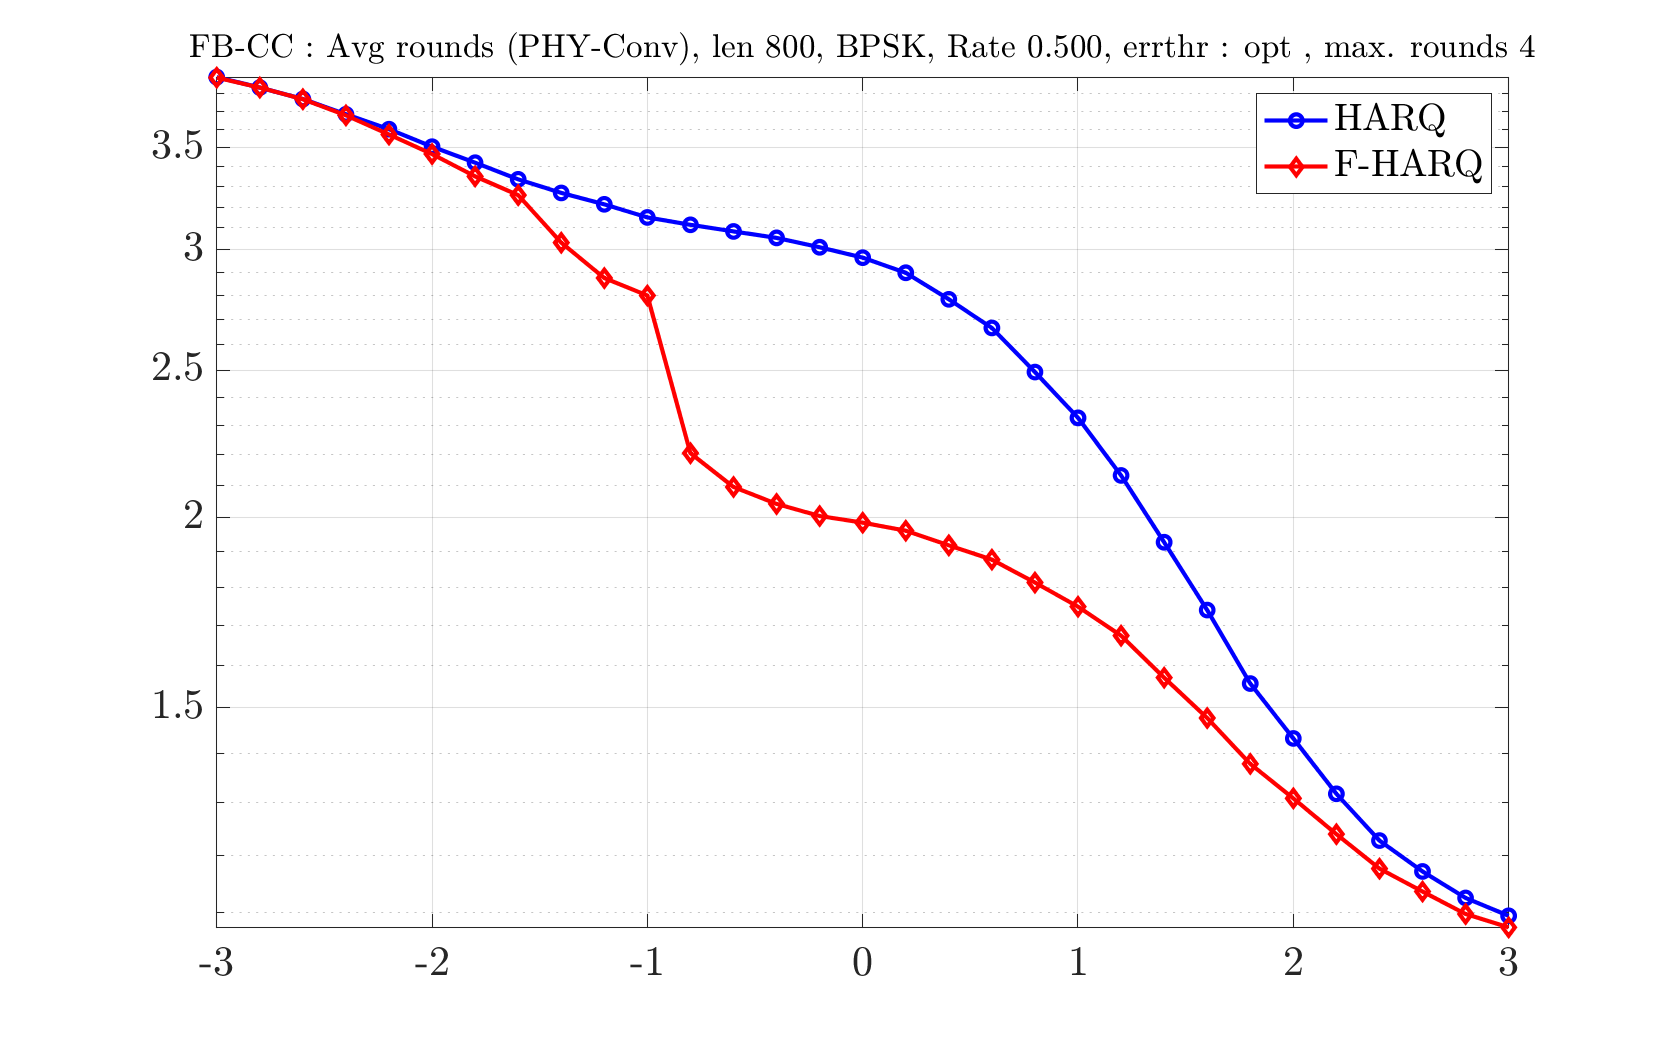 FB-CC : Avg rounds (PHY-Conv), len 800, BPSK, Rate 0.500, errthr : opt , max. rounds 4
HARQ
F-HARQ
3.5
3
2.5
2
1.5
-3 -2 -1 0 1 2 3